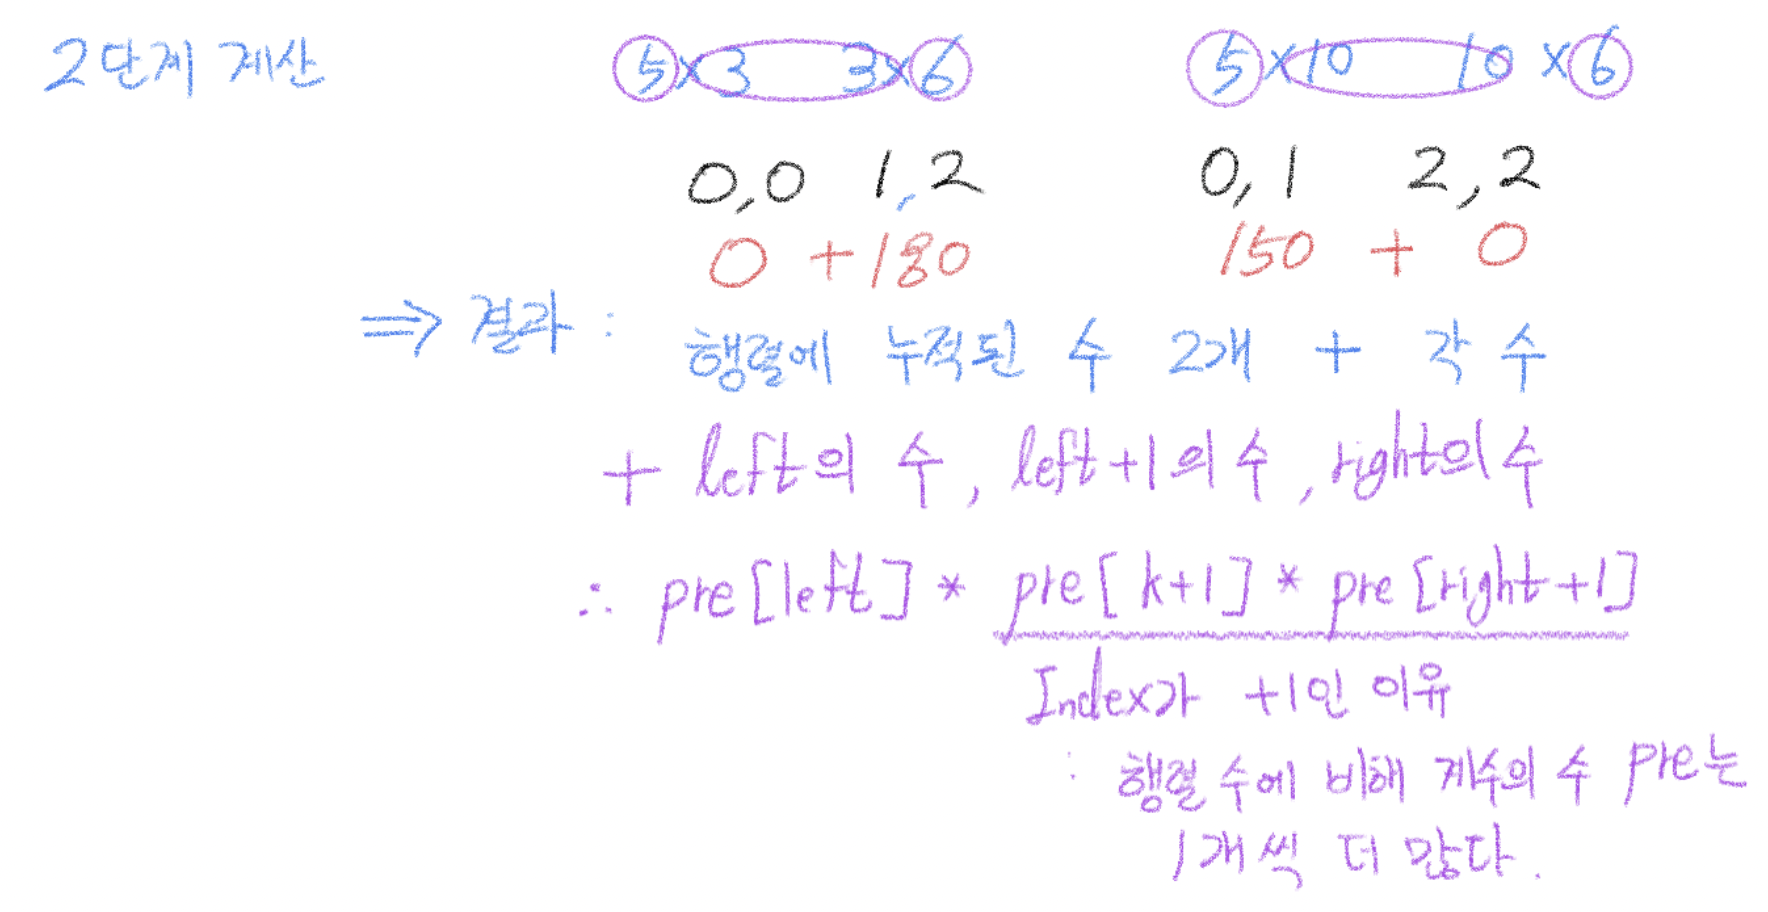 2단계 계산 5×3 3×6 5×10 10×6
0,0 1,2 0,1 2,2
0 +180 150 + 0
⇒ 결과 : 행렬에 누적된 수 2개 + 각 수
+ left의 수, left+1의 수, right의 수
∴ pre[left] * pre[k+1] * pre[right+1]
Index가 +1인 이유
: 행렬 수에 비해 계수의 수 pre는
1개씩 더 많다.